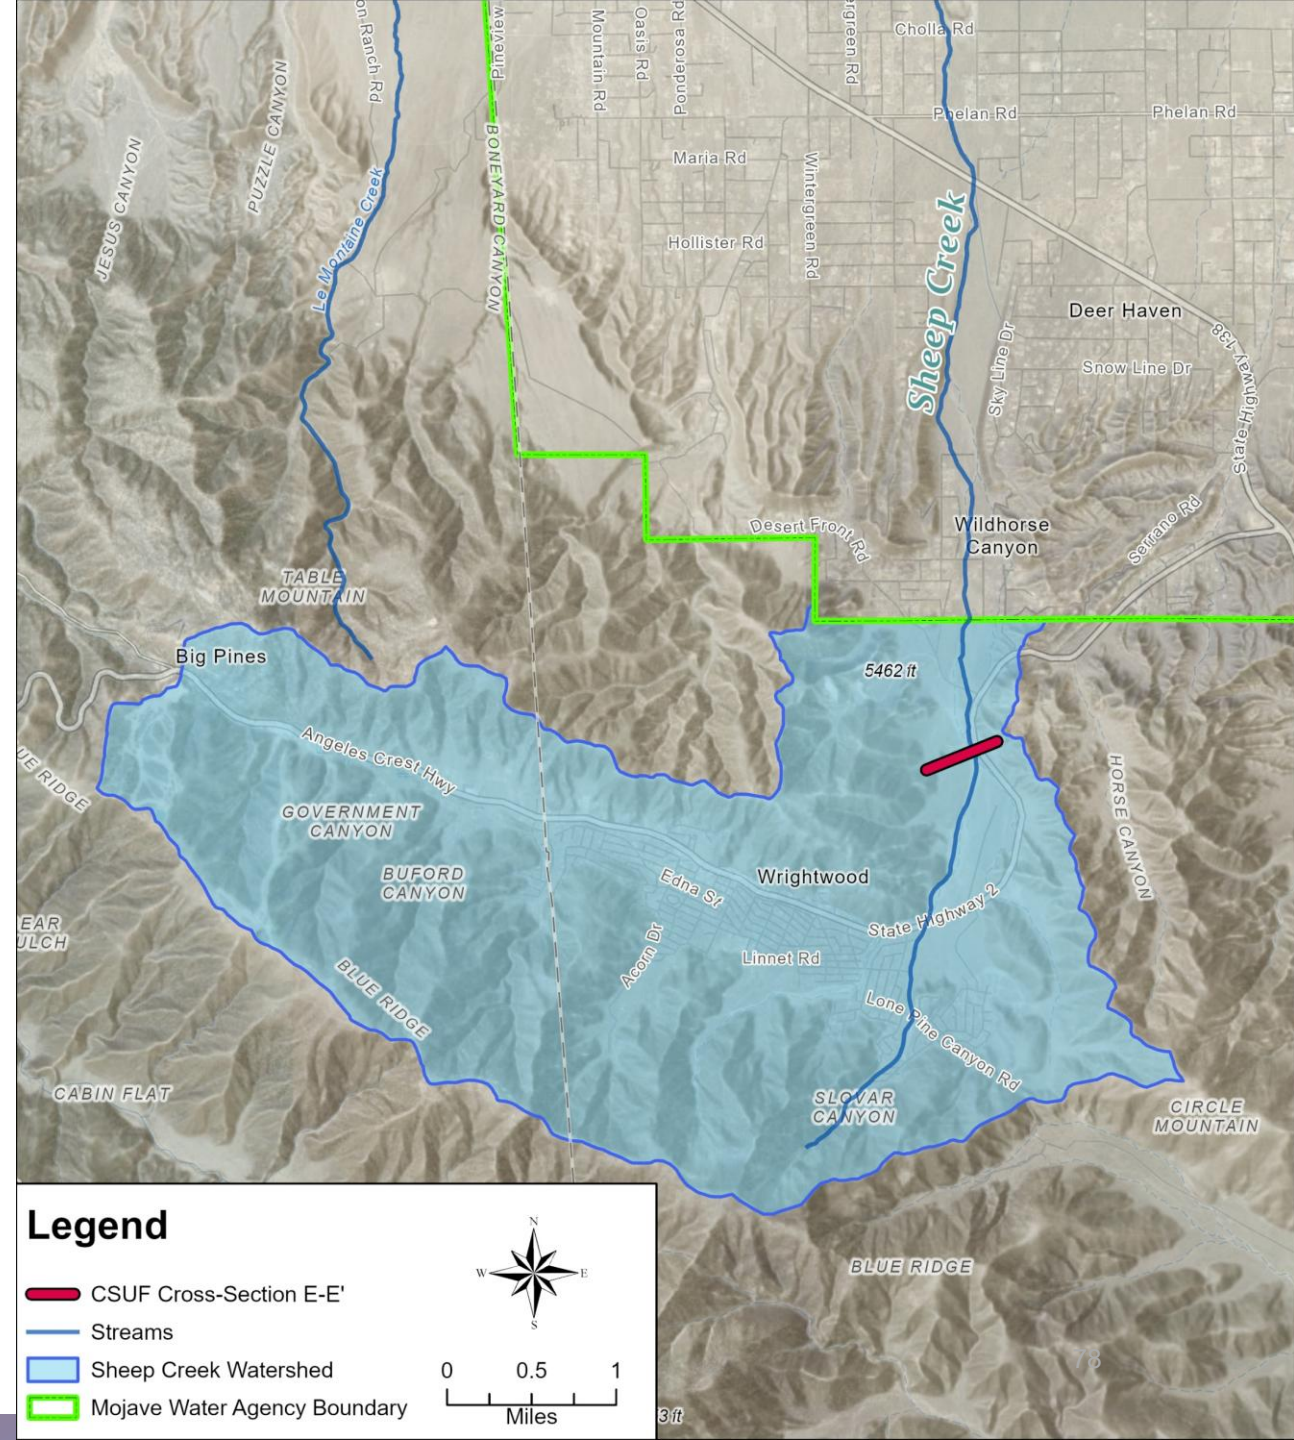 on Ranch Rd
Pineview
Mountain Rd
Oasis Rd
Ponderosa Rd
rgreen Rd
Cholla Rd
Phelan Rd
Phelan Rd
PUZZLE CANYON
JESUS CANYON
BONEYARD CANYON
Maria Rd
Wintergreen Rd
Le Montaine Creek
Hollister Rd
Sheep Creek
Deer Haven
Sky Line Dr
Snow Line Dr
State Highway 138
Desert Front Rd
Wildhorse
Canyon
Serrano Rd
TABLE
MOUNTAIN
Big Pines
5462 ft
UE RIDGE
Angeles Crest Hwy
GOVERNMENT
CANYON
HORSE CANYON
BUFORD
CANYON
Edna St
Wrightwood
State Highway 2
EAR
ULCH
Acorn Dr
Linnet Rd
BLUE RIDGE
Lone Pine Canyon Rd
CABIN FLAT
SLOVAR
CANYON
CIRCLE
MOUNTAIN
BLUE RIDGE
Legend
N
W
E
S
CSUF Cross-Section E-E'
Streams
Sheep Creek Watershed
Mojave Water Agency Boundary
0 0.5 1
Miles
3 ft
78